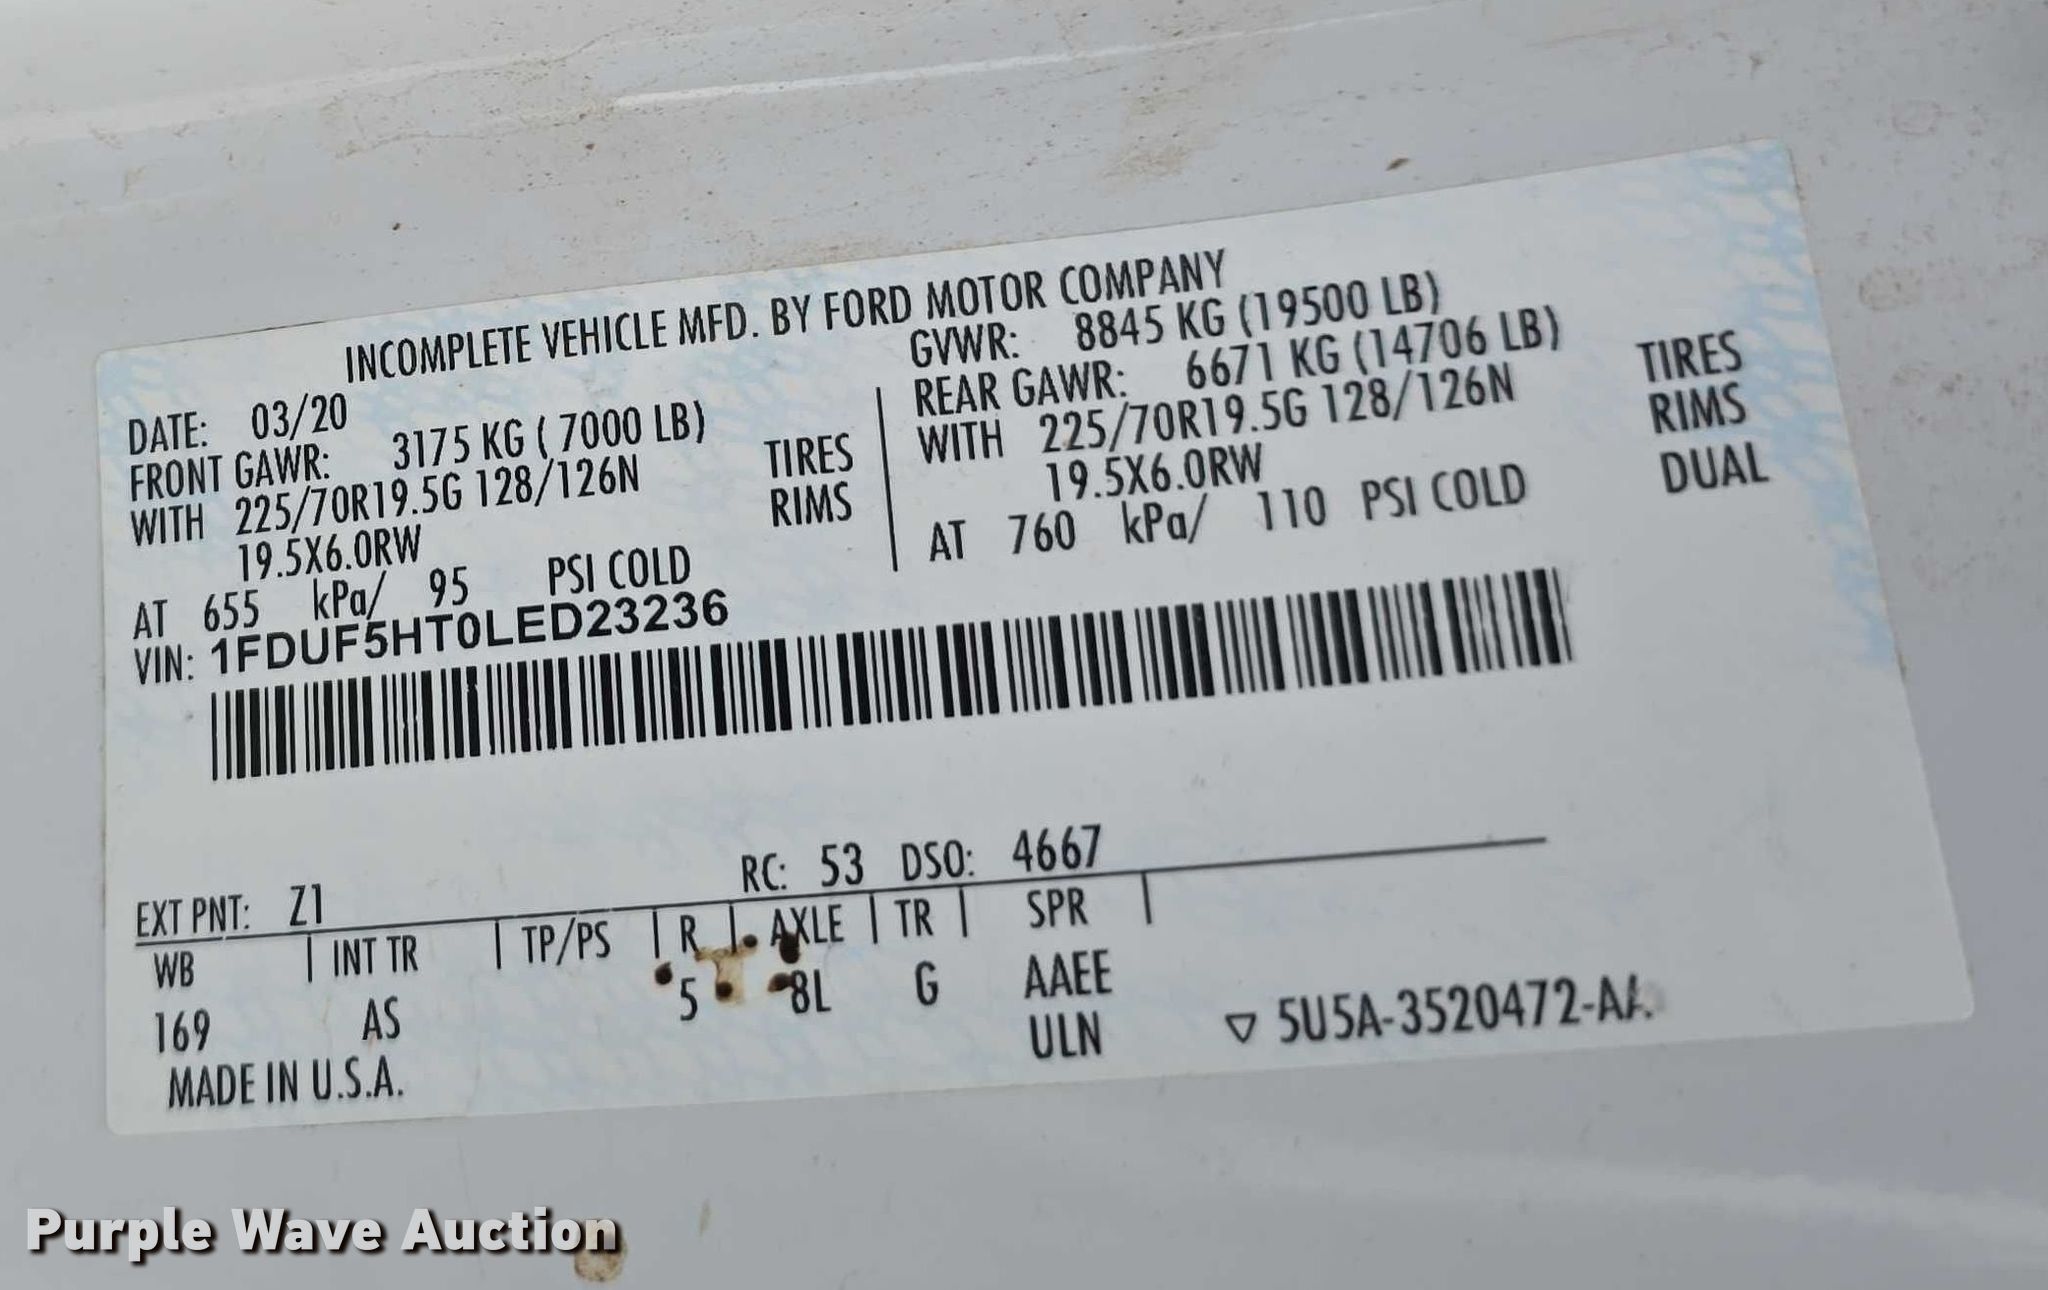 INCOMPLETE VEHICLE MFD. BY FORD MOTOR COMPANY
DATE: 03/20
GVWR: 8845 KG (19500 LB)
FRONT GAWR: 3175 KG ( 7000 LB)
REAR GAWR: 6671 KG (14706 LB)
WITH 225/70R19.5G 128/126N TIRES
WITH 225/70R19.5G 128/126N TIRES
19.5X6.0RW RIMS
19.5X6.0RW RIMS
AT 655 kPa/ 95 PSI COLD
AT 760 kPa/ 110 PSI COLD DUAL
VIN: 1FDUF5HT0LED23236
RC: 53 DSO: 4667
EXT PNT: Z1
WB | INT TR | TP/PS | R | AXLE | TR | SPR |
169 AS 5 8L G AAEE
ULN
▽ 5U5A-3520472-AA
MADE IN U.S.A.
Purple Wave Auction